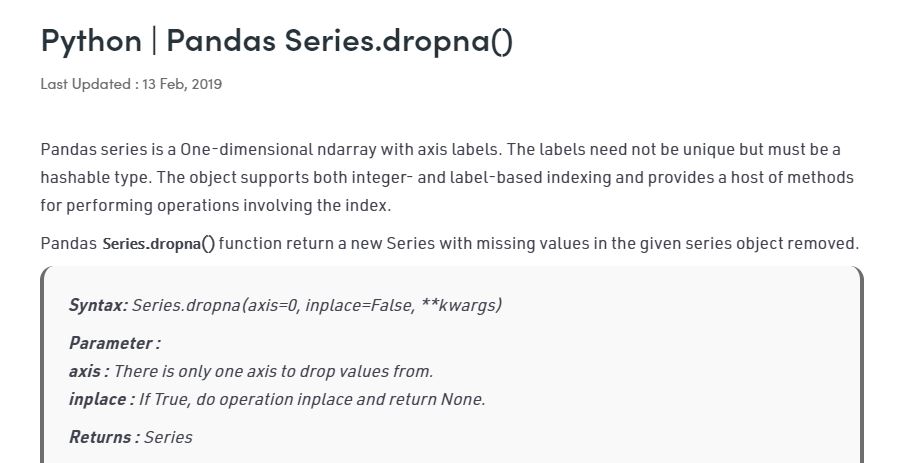 Python | Pandas Series.dropna()
Last Updated : 13 Feb, 2019
Pandas series is a One-dimensional ndarray with axis labels. The labels need not be unique but must be a
hashable type. The object supports both integer- and label-based indexing and provides a host of methods
for performing operations involving the index.
Pandas Series.dropna() function return a new Series with missing values in the given series object removed.
Syntax: Series.dropna(axis=0, inplace=False, **kwargs)
Parameter :
axis : There is only one axis to drop values from.
inplace : If True, do operation inplace and return None.
Returns : Series